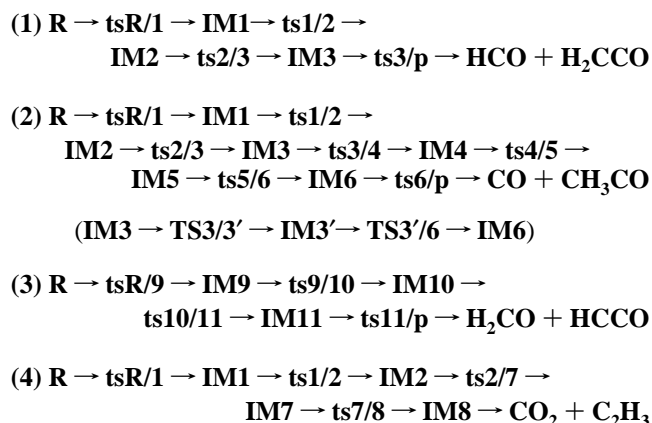 (1) R → tsR/1 → IM1→ ts1/2 →
IM2 → ts2/3 → IM3 → ts3/p → HCO + H₂CCO
(2) R → tsR/1 → IM1 → ts1/2 →
IM2 → ts2/3 → IM3 → ts3/4 → IM4 → ts4/5 →
IM5 → ts5/6 → IM6 → ts6/p → CO + CH₃CO
(IM3 → TS3/3′ → IM3′→ TS3′/6 → IM6)
(3) R → tsR/9 → IM9 → ts9/10 → IM10 →
ts10/11 → IM11 → ts11/p → H₂CO + HCCO
(4) R → tsR/1 → IM1 → ts1/2 → IM2 → ts2/7 →
IM7 → ts7/8 → IM8 → CO₂ + C₂H₃